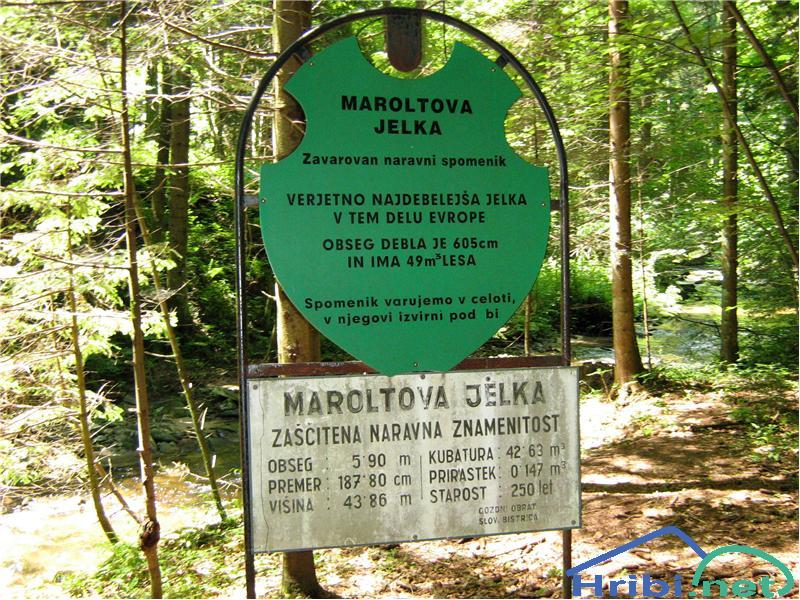 MAROLTOVA
JELKA
Zavarovan naravni spomenik
VERJETNO NAJDEBELEJŠA JELKA
V TEM DELU EVROPE
OBSEG DEBLA JE 605cm
IN IMA 49m³ LESA
Spomenik varujemo v celoti,
v njegovi izvirni pod bi
MAROLTOVA JELKA
ZAŠČITENA NARAVNA ZNAMENITOST
OBSEG : 5'90 m KUBATURA : 42'63 m³
PREMER : 187'80 cm PRIRASTEK : 0'147 m³
VIŠINA : 43'86 m STAROST : 250 let
GOZDNI OBRAT
SLOV. BISTRICA
Hribi.net